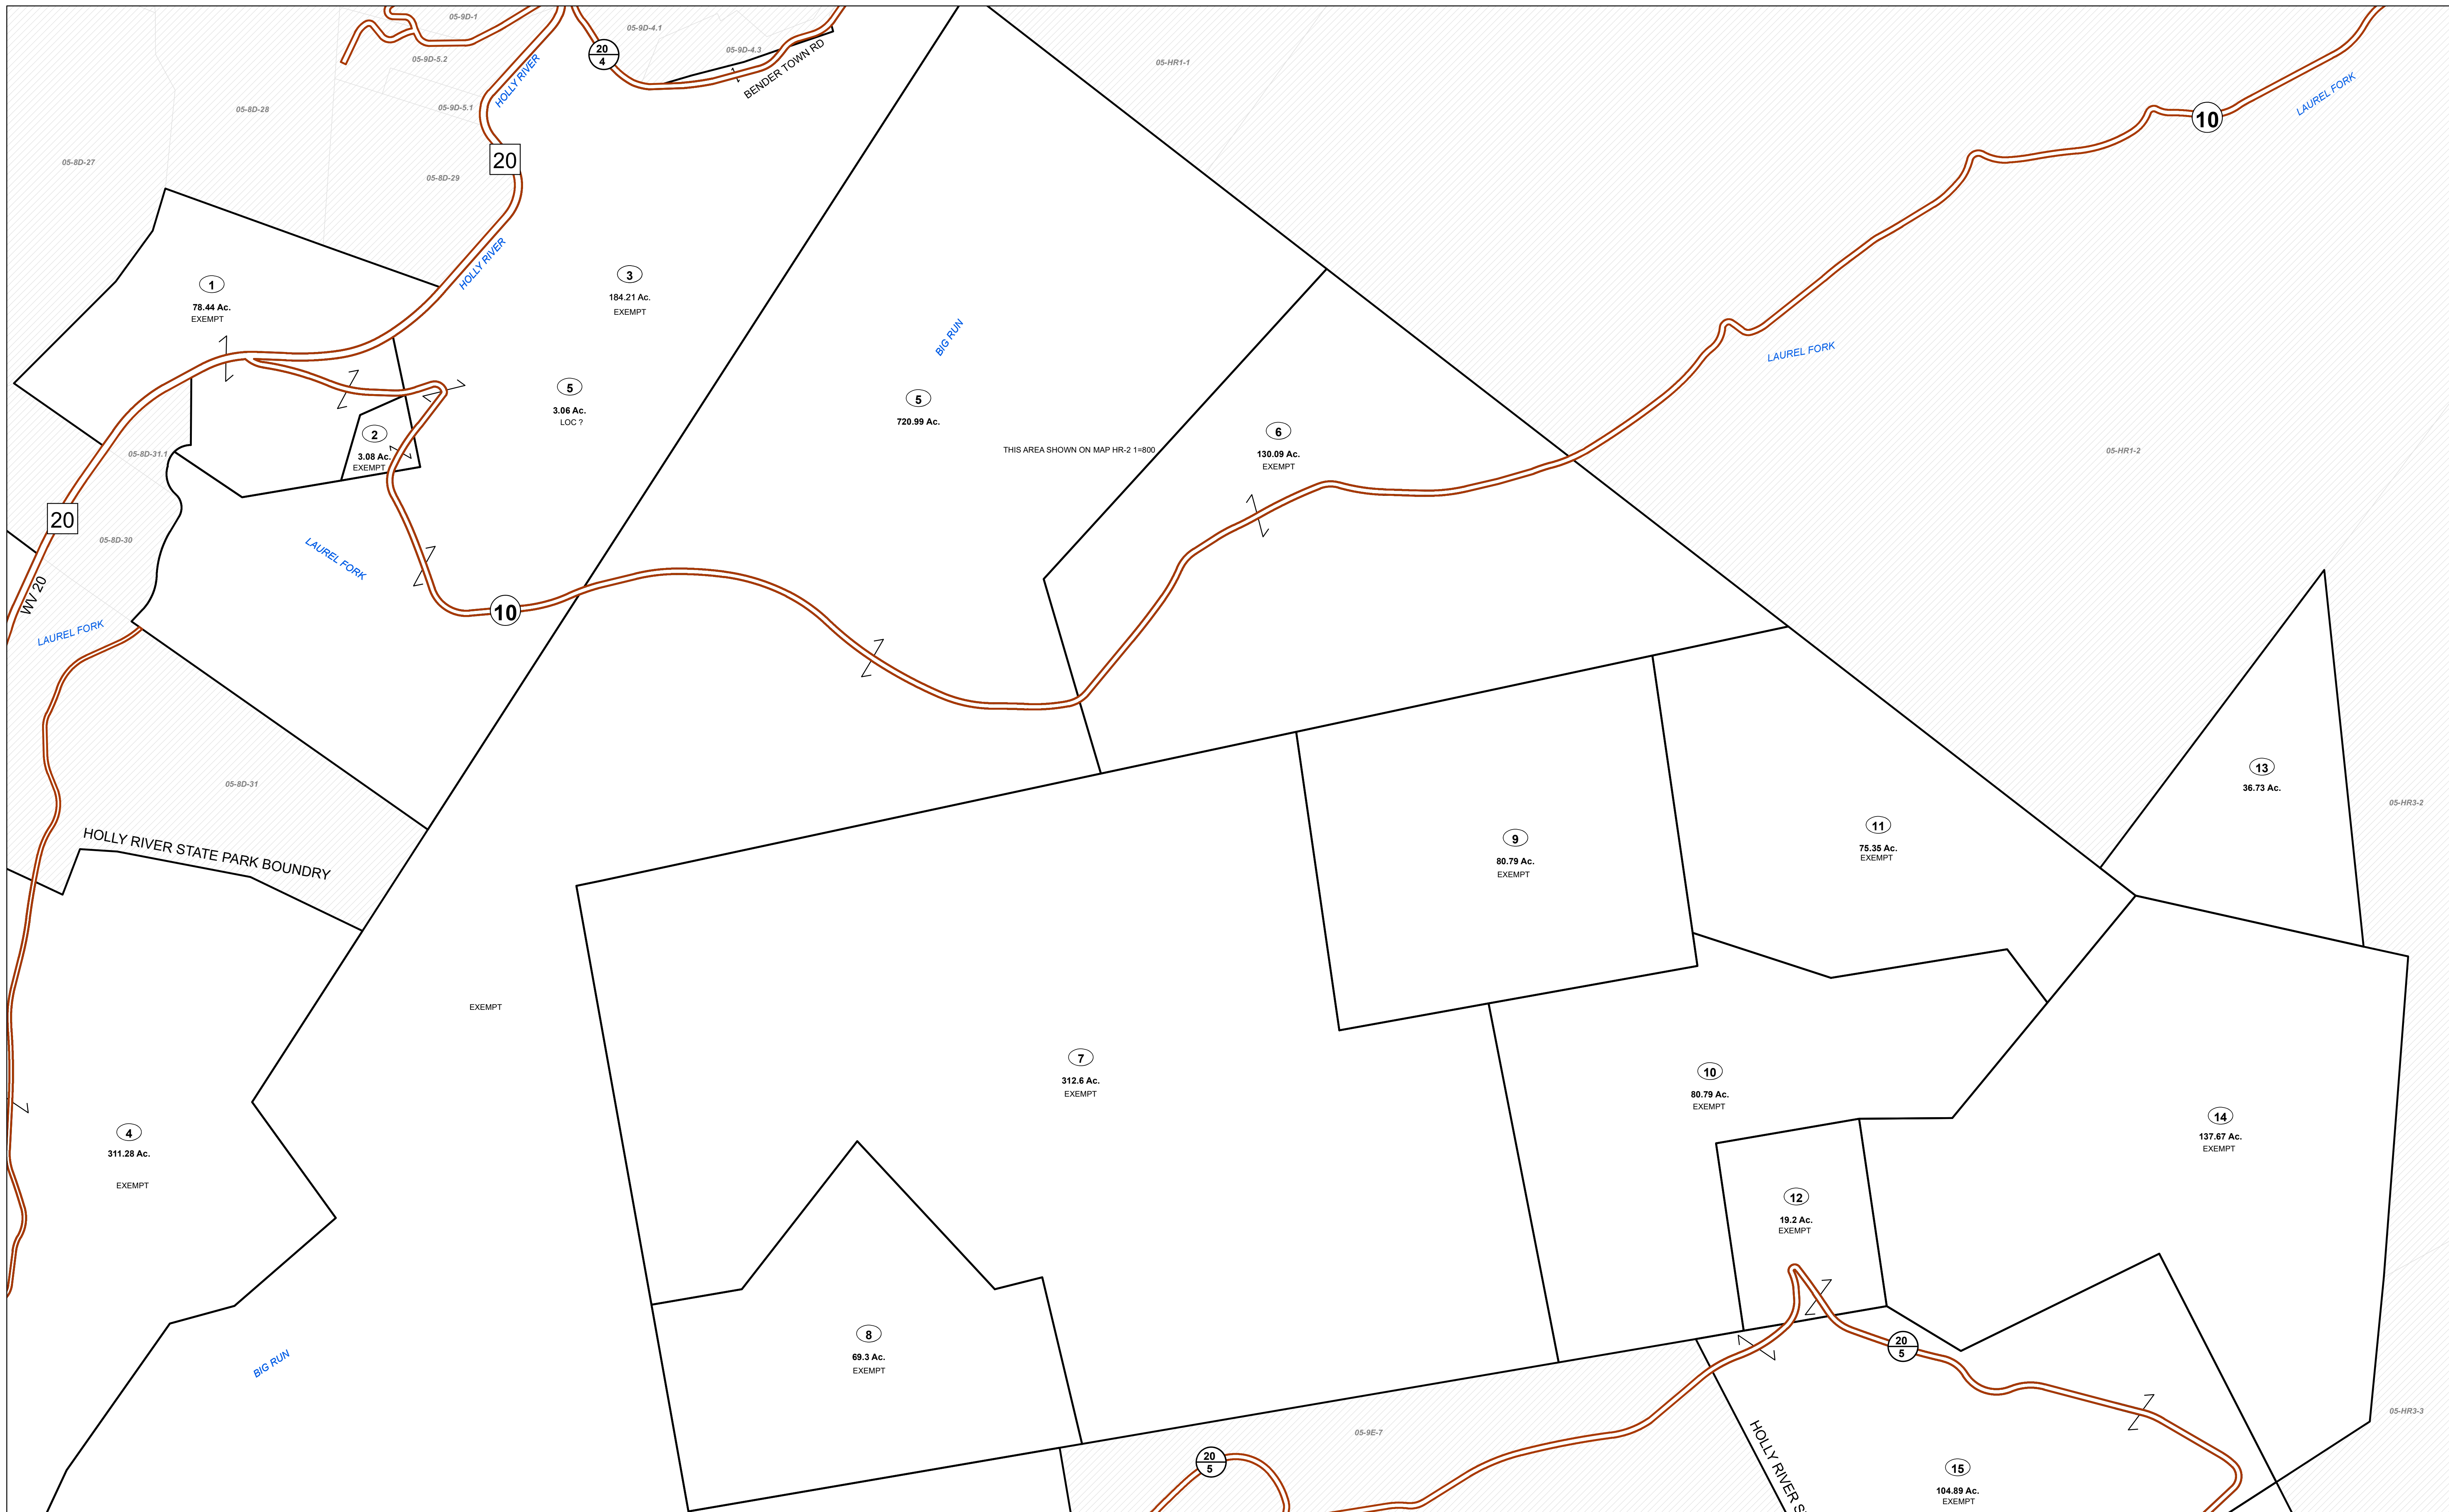 05-9D-1
05-9D-4.1
20
4
05-9D-4.3
BENDER TOWN RD
05-9D-5.2
HOLLY RIVER
05-HR1-1
10
LAUREL FORK
05-8D-28
05-9D-5.1
05-8D-27
20
05-8D-29
HOLLY RIVER
1
78.44 Ac.
EXEMPT
3
184.21 Ac.
EXEMPT
BIG RUN
LAUREL FORK
5
3.06 Ac.
LOC ?
5
720.99 Ac.
2
3.08 Ac.
EXEMPT
THIS AREA SHOWN ON MAP HR-2 1=800
6
130.09 Ac.
EXEMPT
05-HR1-2
05-8D-31.1
20
05-8D-30
LAUREL FORK
WV 20
10
LAUREL FORK
05-8D-31
HOLLY RIVER STATE PARK BOUNDRY
13
36.73 Ac.
05-HR3-2
9
80.79 Ac.
EXEMPT
11
75.35 Ac.
EXEMPT
EXEMPT
7
312.6 Ac.
EXEMPT
10
80.79 Ac.
EXEMPT
4
311.28 Ac.
EXEMPT
14
137.67 Ac.
EXEMPT
12
19.2 Ac.
EXEMPT
8
69.3 Ac.
EXEMPT
BIG RUN
20
5
05-HR3-3
05-9E-7
20
5
HOLLY RIVER
15
104.89 Ac.
EXEMPT